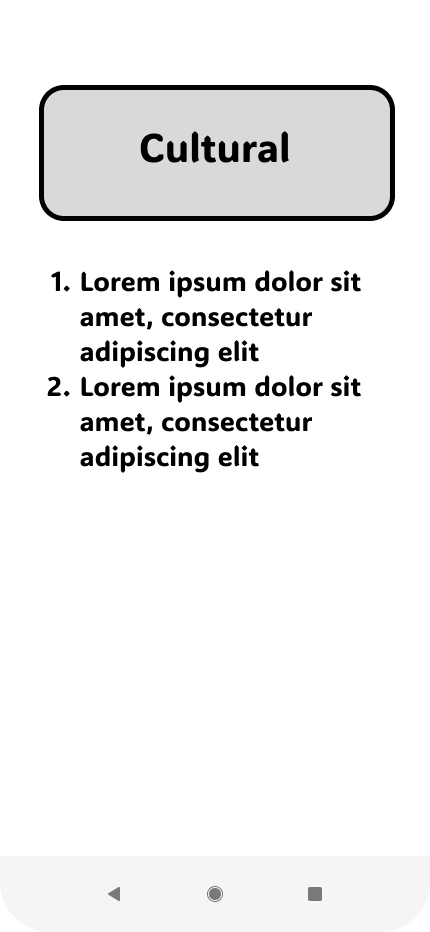 Cultural
1. Lorem ipsum dolor sit
amet, consectetur
adipiscing elit
2. Lorem ipsum dolor sit
amet, consectetur
adipiscing elit